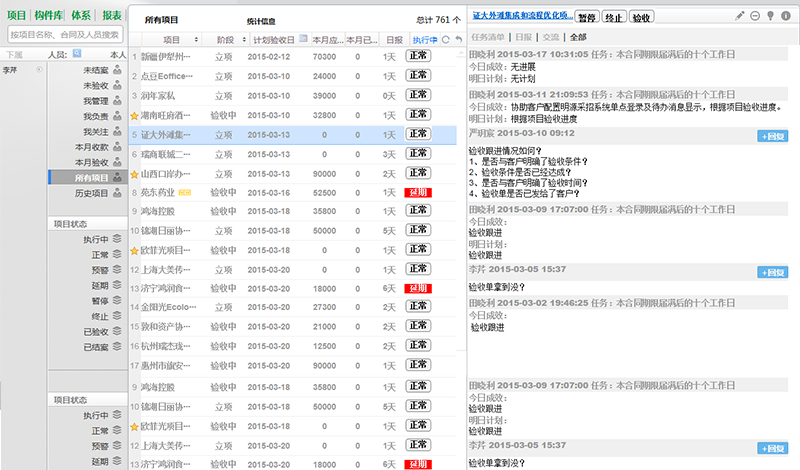 项目 构件库 体系 报表
按项目名称、合同及人员搜索
下属 人员: 本人
李芹
未结案
未验收
我管理
我负责
我关注
本月收款
本月验收
所有项目
历史项目
项目状态
执行中
正常
预警
延期
暂停
终止
已验收
已结案
项目状态
执行中
正常
预警
延期
所有项目 统计信息 总计 761 个
项目 阶段 计划验收日 本月应... 本月已... 日报 执行中
1 新疆伊犁州... 立项 2015-02-12 70300 0 1天 正常
2 点豆Eoffice... 立项 2015-03-10 34000 0 1天 正常
3 润年家私 立项 2015-03-10 39000 0 0天 正常
湖南旺府酒... 验收中 2015-03-10 32800 0 1天 正常
5 证大外滩集... 立项 2015-03-13 0 0 1天 正常
6 瑞商联城二... 立项 2015-03-13 0 0 3天 正常
山西口岸办... 立项 2015-03-13 90000 0 2天 正常
8 苑东药业 验收中 2015-03-16 52500 0 1天 延期
9 鸿海控股 验收中 2015-03-18 35800 0 1天 正常
10 锦湖日丽协... 立项 2015-03-18 50000 0 5天 正常
欧菲光项目... 验收中 2015-03-18 0 0 1天 正常
12 上海大美传... 立项 2015-03-20 0 0 1天 正常
13 济宁鸿润食... 验收中 2015-03-20 18000 0 6天 延期
14 金阳光Ecolo... 立项 2015-03-20 27300 0 2天 正常
15 敦和资产协... 立项 2015-03-20 21000 0 2天 正常
16 杭州瑞杰珑... 立项 2015-03-20 12500 0 2天 正常
17 惠州市旗安... 验收中 2015-03-20 90000 0 1天 正常
9 鸿海控股 验收中 2015-03-18 35800 0 1天 正常
10 锦湖日丽协... 立项 2015-03-18 50000 0 5天 正常
欧菲光项目... 验收中 2015-03-18 0 0 1天 正常
12 上海大美传... 立项 2015-03-20 0 0 1天 正常
13 济宁鸿润食... 验收中 2015-03-20 18000 0 6天 延期
证大外滩集成和流程优化项... 暂停 终止 验收
任务清单 | 日报 | 交流 | 全部
田晓利 2015-03-17 10:31:05 任务：本合同期限届满后的十个工作日
今日成效：无进展
明日计划：无计划
田晓利 2015-03-11 21:09:53 任务：本合同期限届满后的十个工作日
今日成效：协助客户配置明源采招系统单点登录及待办消息显示，根据项目验收进度。
明日计划：根据项目验收进度
严明宸 2015-03-10 09:12 +回复
验收跟进情况如何？
1、是否与客户明确了验收条件？
2、验收条件是否已经达成？
3、是否与客户明确了验收时间？
4、验收单是否已发给了客户？
田晓利 2015-03-09 17:07:00 任务：本合同期限届满后的十个工作日
今日成效：
验收跟进
明日计划：
验收跟进
李芹 2015-03-05 15:37 +回复
验收单拿到没？
田晓利 2015-03-02 19:46:25 任务：本合同期限届满后的十个工作日
今日成效：
验收跟进
田晓利 2015-03-09 17:07:00 任务：本合同期限届满后的十个工作日
今日成效：
验收跟进
明日计划：
验收跟进
李芹 2015-03-05 15:37 +回复
验收单拿到没？